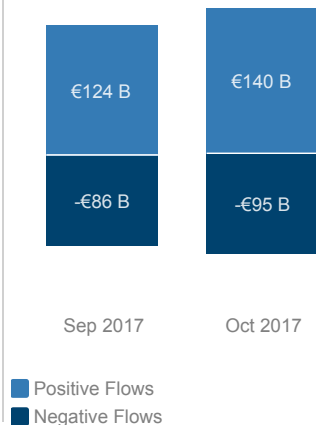 €124 B
€140 B
-€86 B
-€95 B
Sep 2017
Oct 2017
Positive Flows
Negative Flows